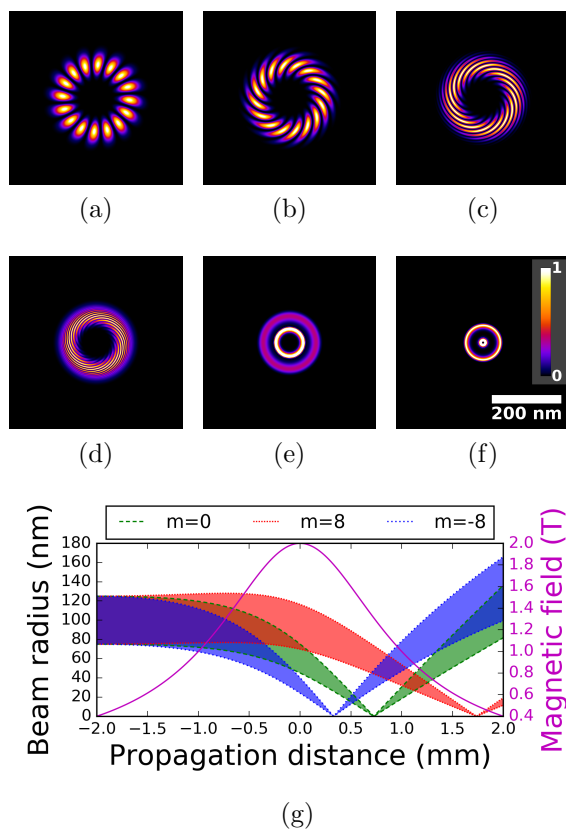 (a) (b) (c)
1
0
200 nm
(d) (e) (f)
m=0 m=8 m=-8
Beam radius (nm)
180
160
140
120
100
80
60
40
20
0
Magnetic field (T)
2.0
1.8
1.6
1.4
1.2
1.0
0.8
0.6
0.4
−2.0 −1.5 −1.0 −0.5 0.0 0.5 1.0 1.5 2.0
Propagation distance (mm)
(g)